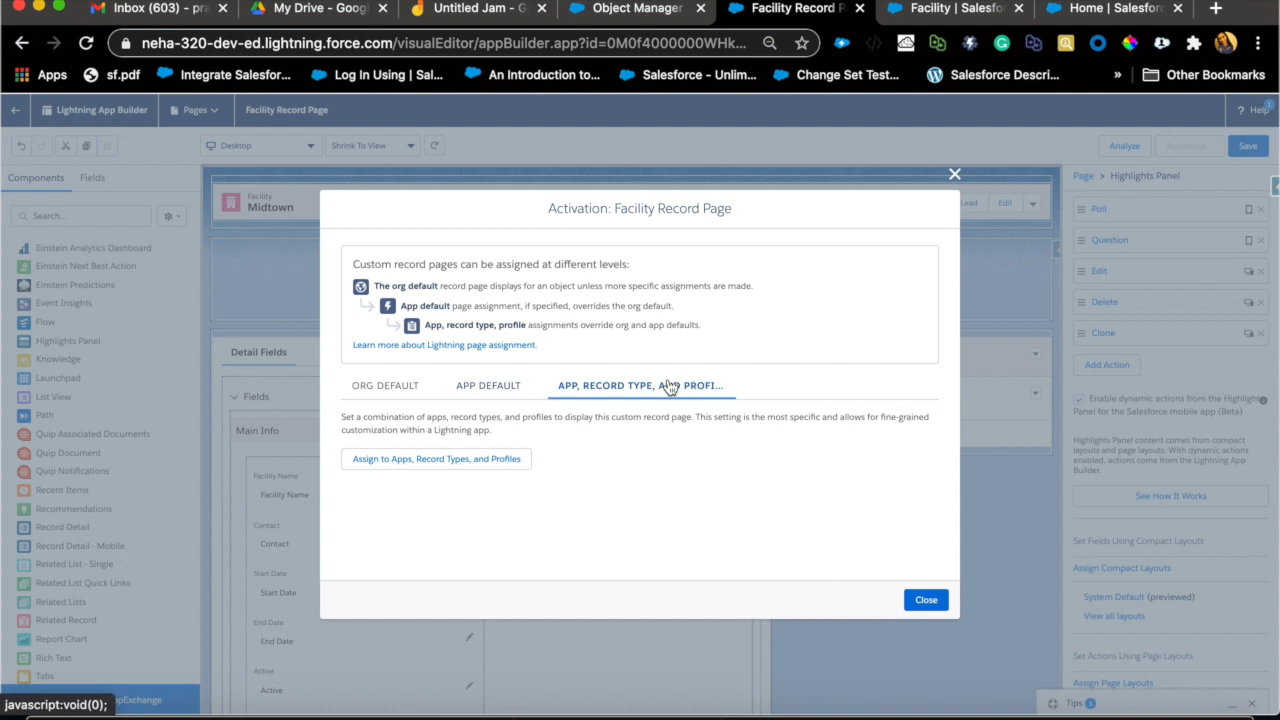 Inbox (603) - pra
My Drive - Googl
Untitled Jam - G
Object Manager
Facility Record P
Facility | Salesfor
Home | Salesforc
neha-320-dev-ed.lightning.force.com/visualEditor/appBuilder.app?id=0M0f4000000WHk...
Apps
sf.pdf
Integrate Salesfor...
Log In Using | Sal...
An Introduction to...
Salesforce - Unlim...
Change Set Test...
Salesforce Descri...
»
Other Bookmarks
Lightning App Builder
Pages
Facility Record Page
? Help
1
Desktop
Shrink To View
Analyze
Activation...
Save
Components
Fields
Search...
Einstein Analytics Dashboard
Einstein Next Best Action
Einstein Predictions
Event Insights
Flow
Highlights Panel
Knowledge
Launchpad
List View
Path
Quip Associated Documents
Quip Document
Quip Notifications
Recent Items
Recommendations
Record Detail
Record Detail - Mobile
Related List - Single
Related List Quick Links
Related Lists
Related Record
Report Chart
Rich Text
Tabs
ppExchange
javascript:void(0);
Facility
Midtown
Lead
Edit
Detail Fields
Fields
Main Info
Facility Name
Facility Name
Contact
Contact
Start Date
Start Date
End Date
End Date
Active
Active
Activation: Facility Record Page
Custom record pages can be assigned at different levels:
The org default record page displays for an object unless more specific assignments are made.
App default page assignment, if specified, overrides the org default.
App, record type, profile assignments override org and app defaults.
Learn more about Lightning page assignment.
ORG DEFAULT
APP DEFAULT
APP, RECORD TYPE, AND PROFI...
Set a combination of apps, record types, and profiles to display this custom record page. This setting is the most specific and allows for fine-grained
customization within a Lightning app.
Assign to Apps, Record Types, and Profiles
Close
Page > Highlights Panel
Poll
Question
Edit
Delete
Clone
Add Action
Enable dynamic actions from the Highlights
Panel for the Salesforce mobile app (Beta)
Highlights Panel content comes from compact
layouts and page layouts. With dynamic actions
enabled, actions come from the Lightning App
Builder.
See How It Works
Set Fields Using Compact Layouts
Assign Compact Layouts
System Default (previewed)
View all layouts
Set Actions Using Page Layouts
Assign Page Layouts
Tips 1